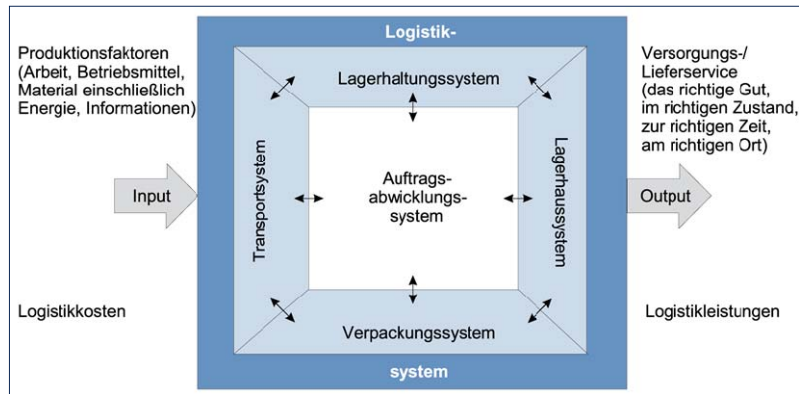 Logistik-
Produktionsfaktoren
(Arbeit, Betriebsmittel,
Material einschließlich
Energie, Informationen)
Input
Logistikkosten
Lagerhaltungssystem
Transportsystem
Auftrags-
abwicklungs-
system
Lagerhaussystem
Verpackungssystem
system
Versorgungs-/
Lieferservice
(das richtige Gut,
im richtigen Zustand,
zur richtigen Zeit,
am richtigen Ort)
Output
Logistikleistungen